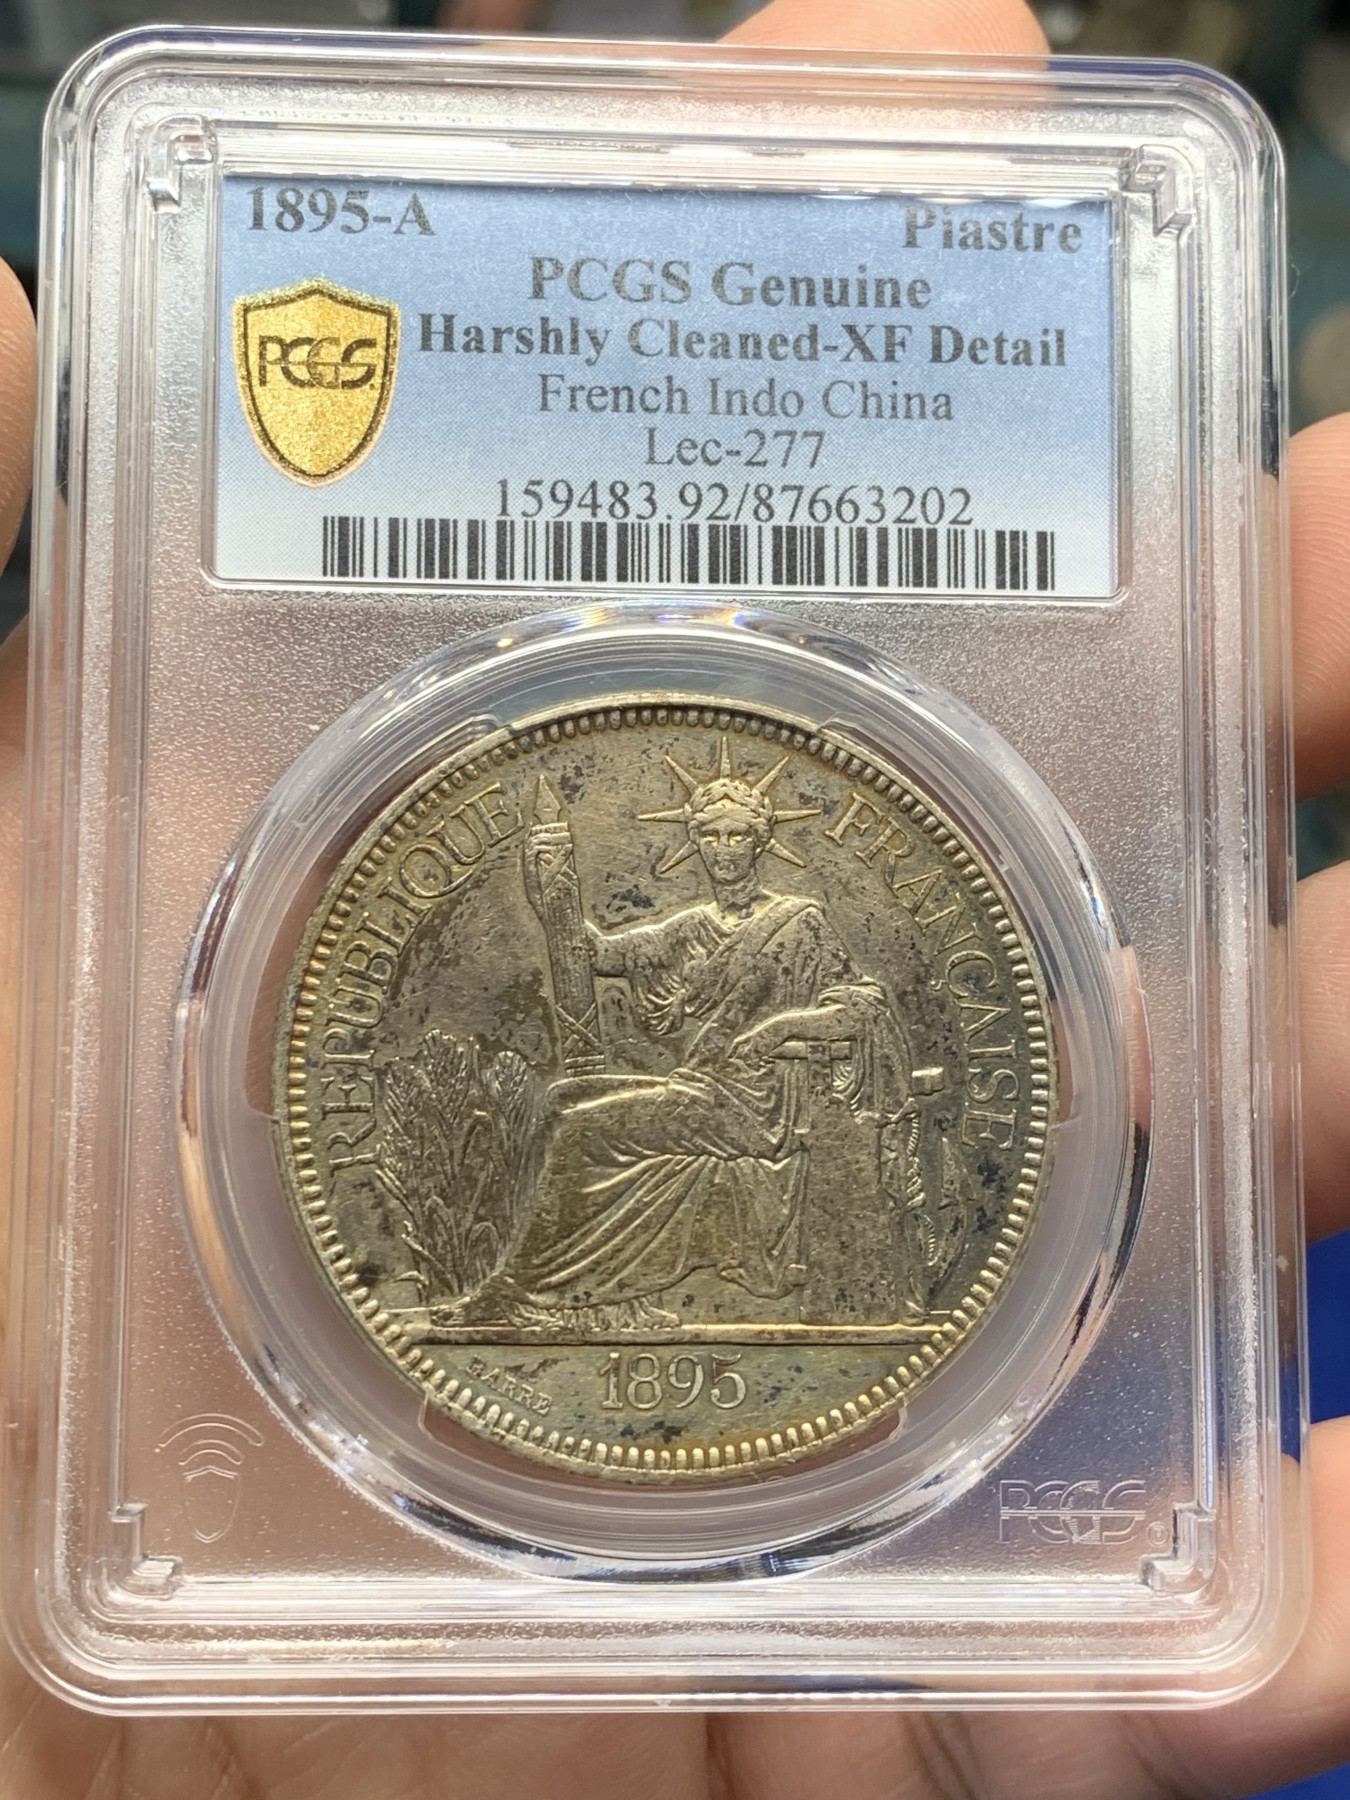 1895-A Piastre
PCGS Genuine
Harshly Cleaned-XF Detail
French Indo China
Lec-277
159483.92/87663202
PCGS
REPUBLIQUE FRANÇAISE
BARRE
1895
PCGS